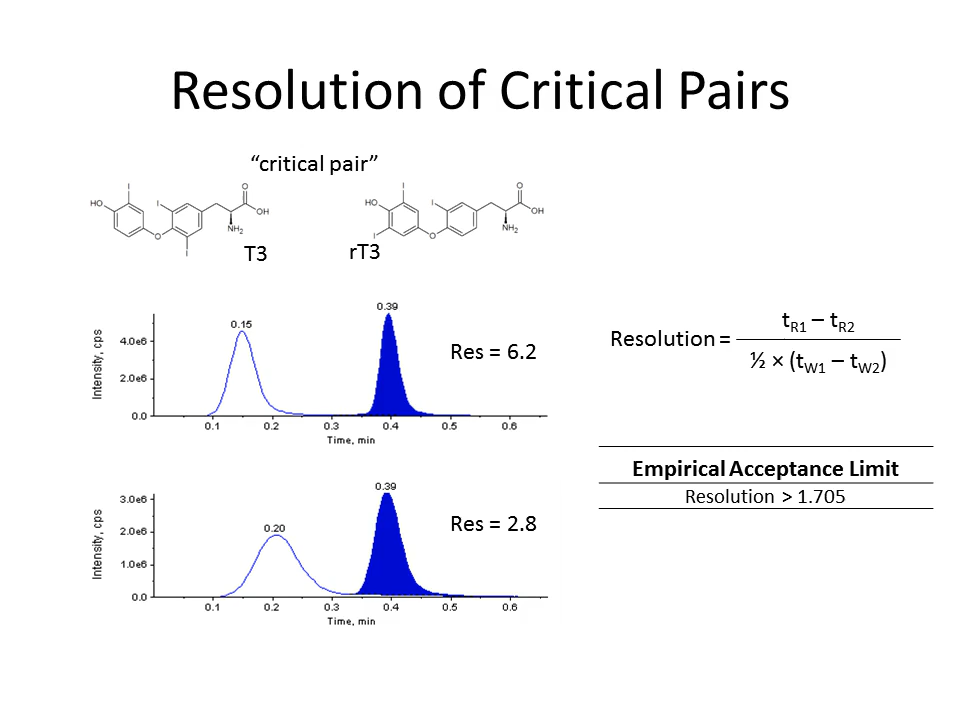 Resolution of Critical Pairs
“critical pair”
I
HO
I
O
I
O
OH
NH2
T3
I
HO
I
O
I
O
OH
NH2
rT3
Intensity, cps
4.0e6
2.0e6
0.0
0.15
0.39
0.1 0.2 0.3 0.4 0.5 0.6
Time, min
Res = 6.2
Resolution = tR1 – tR2
½ × (tW1 – tW2)
Empirical Acceptance Limit
Resolution > 1.705
Intensity, cps
3.0e6
2.0e6
1.0e6
0.0
0.20
0.39
0.1 0.2 0.3 0.4 0.5 0.6
Time, min
Res = 2.8